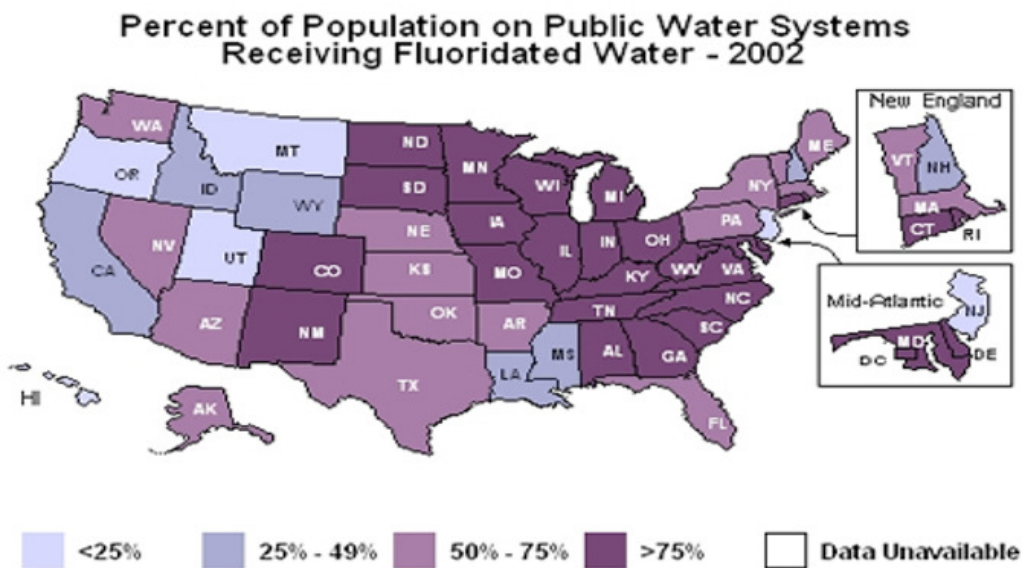 Percent of Population on Public Water Systems
Receiving Fluoridated Water - 2002
New England
WA
MT
ND
MN
ME
VT
NH
OR
ID
SD
WI
MI
NY
MA
WY
IA
PA
CT
RI
NV
UT
NE
IL
IN
OH
CA
CO
KS
MO
KY
WV
VA
Mid-Atlantic
NJ
AZ
NM
OK
AR
TN
NC
SC
MD
DC
DE
TX
LA
MS
AL
GA
HI
AK
FL
<25%
25% - 49%
50% - 75%
>75%
Data Unavailable